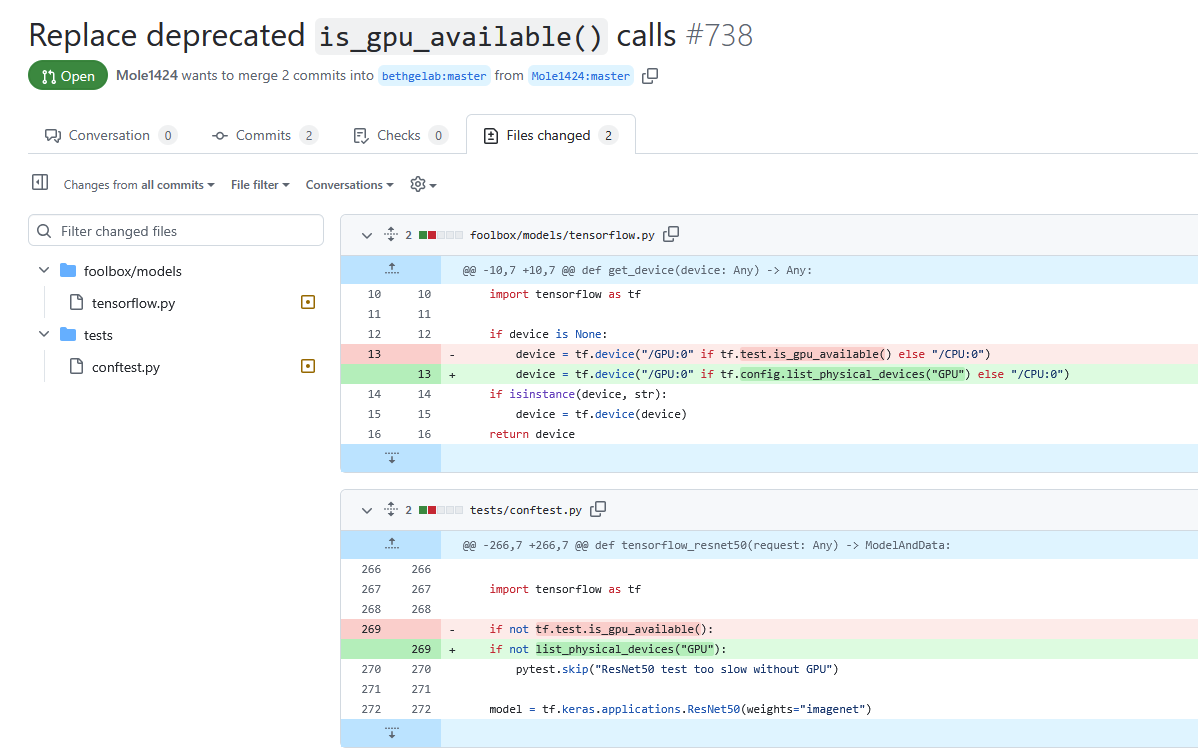 Replace deprecated is_gpu_available() calls #738
Open Mole1424 wants to merge 2 commits into bethgelab:master from Mole1424:master
Conversation 0 Commits 2 Checks 0 Files changed 2
Changes from all commits File filter Conversations
Filter changed files
foolbox/models
tensorflow.py
tests
conftest.py
2 foolbox/models/tensorflow.py
@@ -10,7 +10,7 @@ def get_device(device: Any) -> Any:
10 10 import tensorflow as tf
11 11
12 12 if device is None:
13 - device = tf.device("/GPU:0" if tf.test.is_gpu_available() else "/CPU:0")
13 + device = tf.device("/GPU:0" if tf.config.list_physical_devices("GPU") else "/CPU:0")
14 14 if isinstance(device, str):
15 15 device = tf.device(device)
16 16 return device
2 tests/conftest.py
@@ -266,7 +266,7 @@ def tensorflow_resnet50(request: Any) -> ModelAndData:
266 266
267 267 import tensorflow as tf
268 268
269 - if not tf.test.is_gpu_available():
269 + if not list_physical_devices("GPU"):
270 270 pytest.skip("ResNet50 test too slow without GPU")
271 271
272 272 model = tf.keras.applications.ResNet50(weights="imagenet")